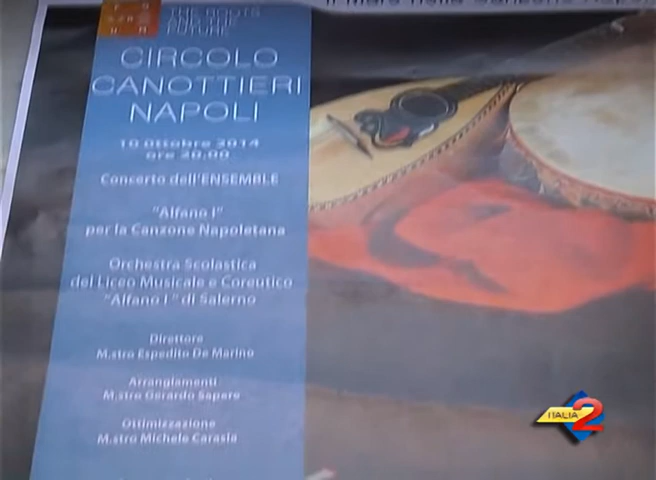 THE ROOTS
OF THE
FUTURE
CIRCOLO
CANOTTIERI
NAPOLI
10 Ottobre 2014
ore 20.00
Concerto dell'ENSEMBLE
"Alfano I"
per la Canzone Napoletana
Orchestra Scolastica
del Liceo Musicale e Coreutico
"Alfano I" di Salerno
Direttore
M.stro Espedito De Marino
Arrangiamenti
M.stro Gerardo Sapere
Ottimizzazione
M.stro Michele Carasia
ITALIA 2